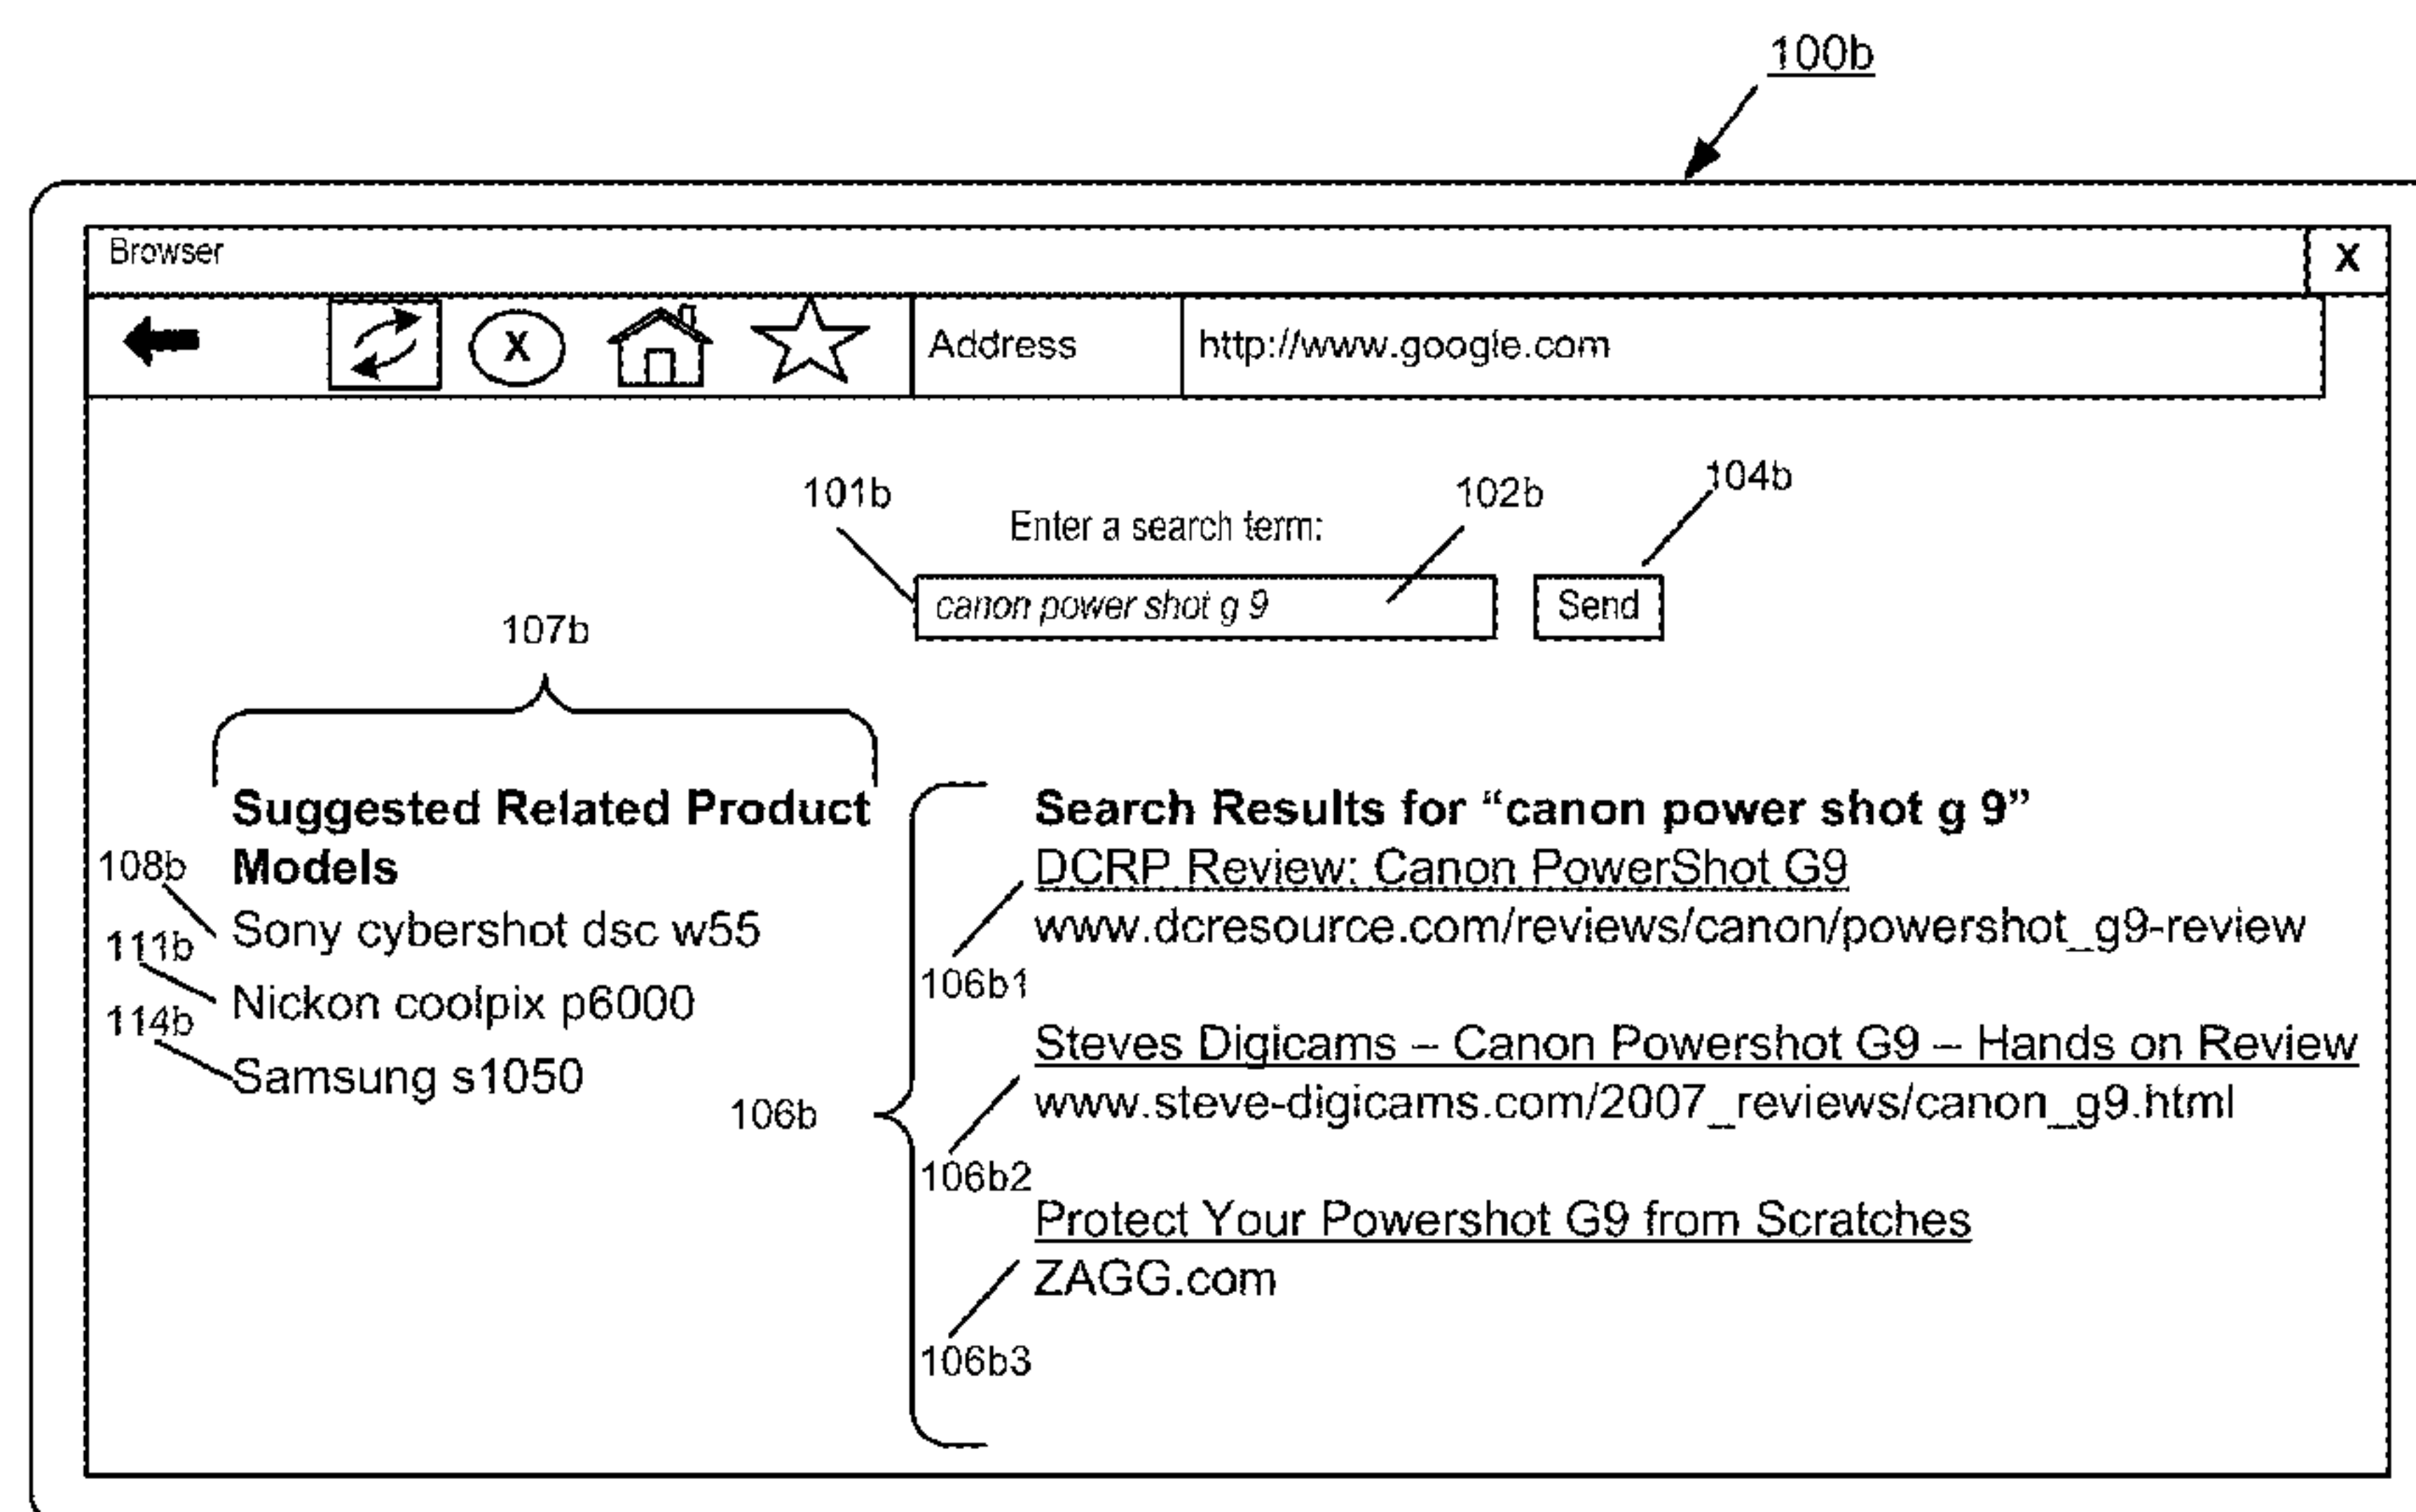 100b
Browser
X
X
Address
http://www.google.com
101b
102b
104b
Enter a search term:
canon power shot g 9
Send
107b
Suggested Related Product
Models
108b
Sony cybershot dsc w55
111b
Nickon coolpix p6000
114b
Samsung s1050
106b
Search Results for “canon power shot g 9”
DCRP Review: Canon PowerShot G9
www.dcresource.com/reviews/canon/powershot_g9-review
106b1
Steves Digicams – Canon Powershot G9 – Hands on Review
www.steve-digicams.com/2007_reviews/canon_g9.html
106b2
Protect Your Powershot G9 from Scratches
ZAGG.com
106b3